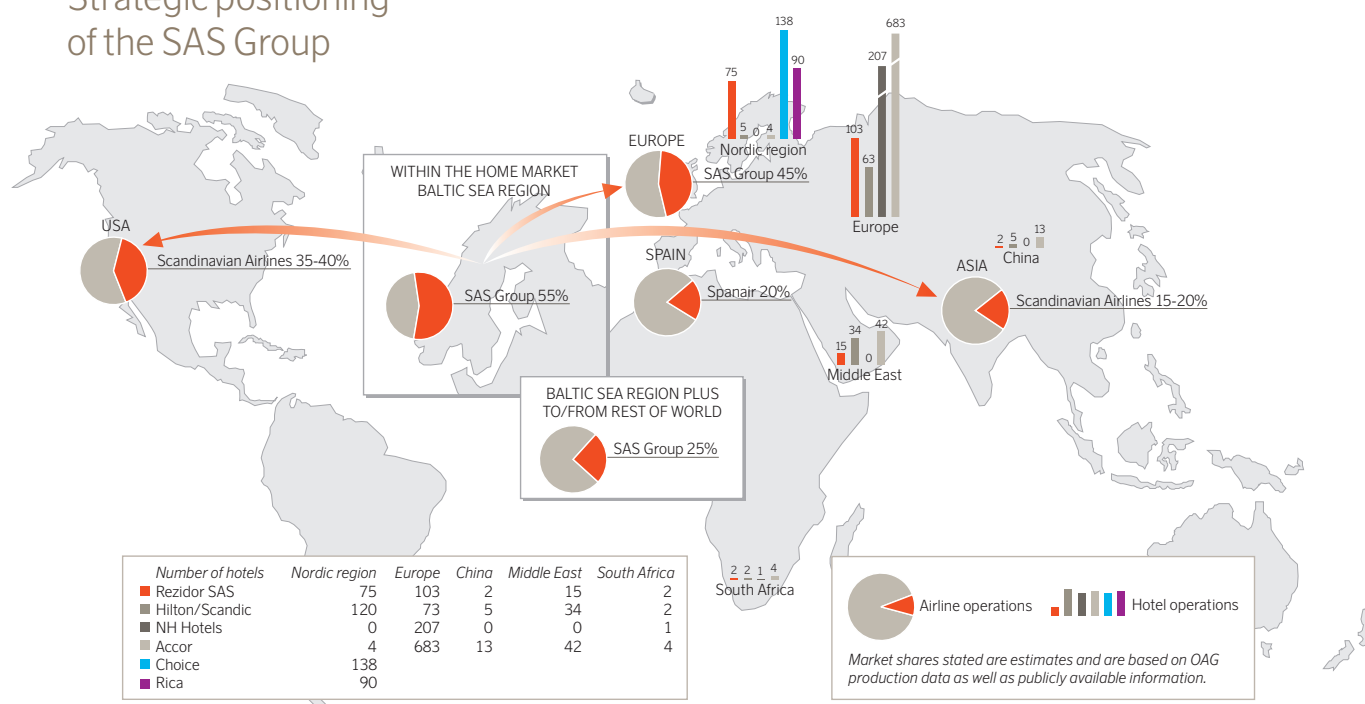 Strategic positioning
of the SAS Group
138
683
207
90
75
5
0
4
Nordic region
103
63
Europe
EUROPE
SAS Group 45%
WITHIN THE HOME MARKET
BALTIC SEA REGION
SAS Group 55%
USA
Scandinavian Airlines 35-40%
SPAIN
Spanair 20%
2 5 0 13
China
ASIA
Scandinavian Airlines 15-20%
15 34 0 42
Middle East
BALTIC SEA REGION PLUS
TO/FROM REST OF WORLD
SAS Group 25%
2 2 1 4
South Africa
Number of hotels Nordic region Europe China Middle East South Africa
Rezidor SAS 75 103 2 15 2
Hilton/Scandic 120 73 5 34 2
NH Hotels 0 207 0 0 1
Accor 4 683 13 42 4
Choice 138
Rica 90
Airline operations
Hotel operations
Market shares stated are estimates and are based on OAG
production data as well as publicly available information.